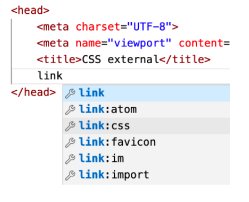 <head>
<meta charset="UTF-8">
<meta name="viewport" content=
<title>CSS external</title>
link
</head>
link
link:atom
link:css
link:favicon
link:im
link:import